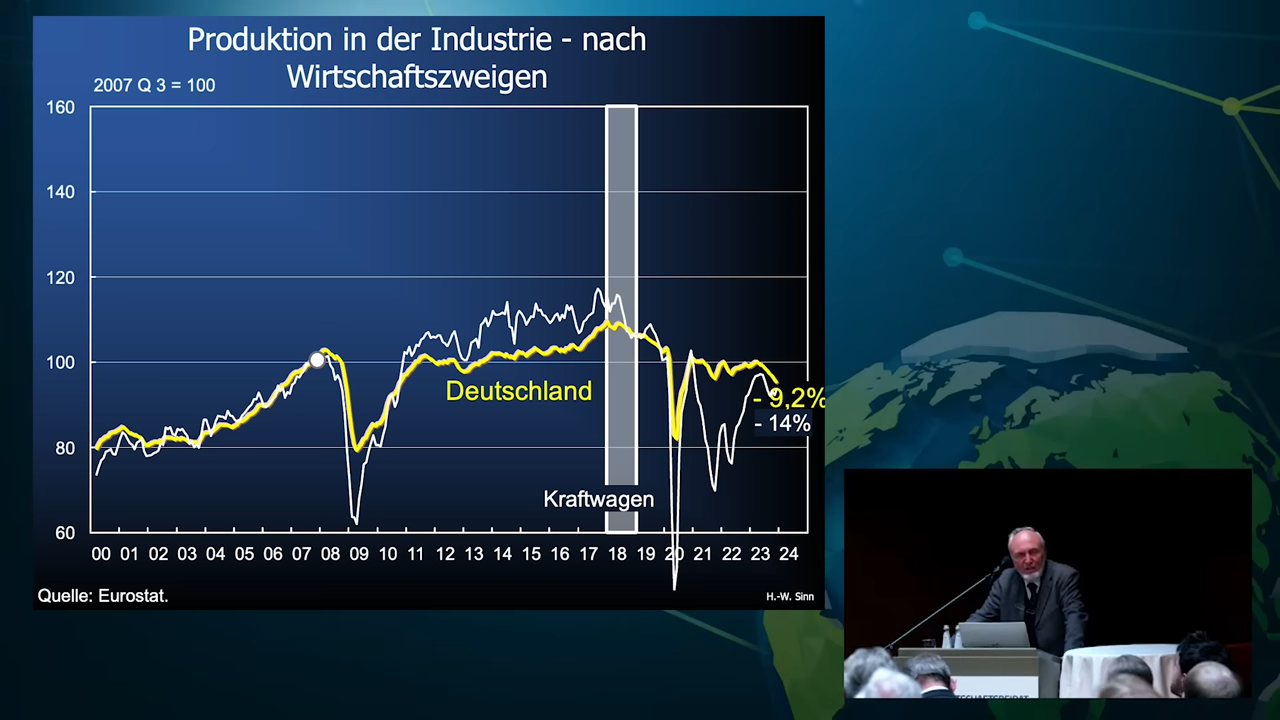 Produktion in der Industrie - nach
Wirtschaftszweigen
2007 Q 3 = 100
160
140
120
100
80
60
Deutschland
- 9,2%
- 14%
Kraftwagen
00 01 02 03 04 05 06 07 08 09 10 11 12 13 14 15 16 17 18 19 20 21 22 23 24
Quelle: Eurostat.
H.-W. Sinn